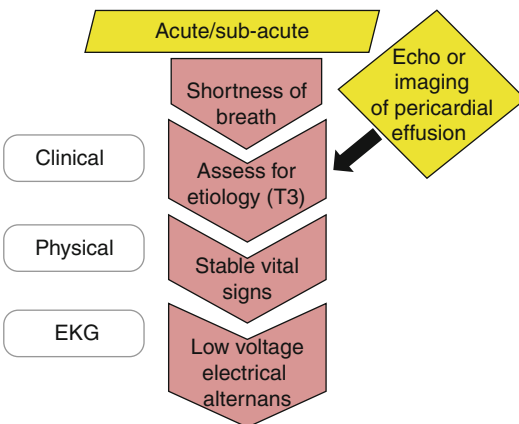 Acute/sub-acute
Shortness of
breath
Echo or
imaging
of pericardial
effusion
Clinical
Assess for
etiology (T3)
Physical
Stable vital
signs
EKG
Low voltage
electrical
alternans